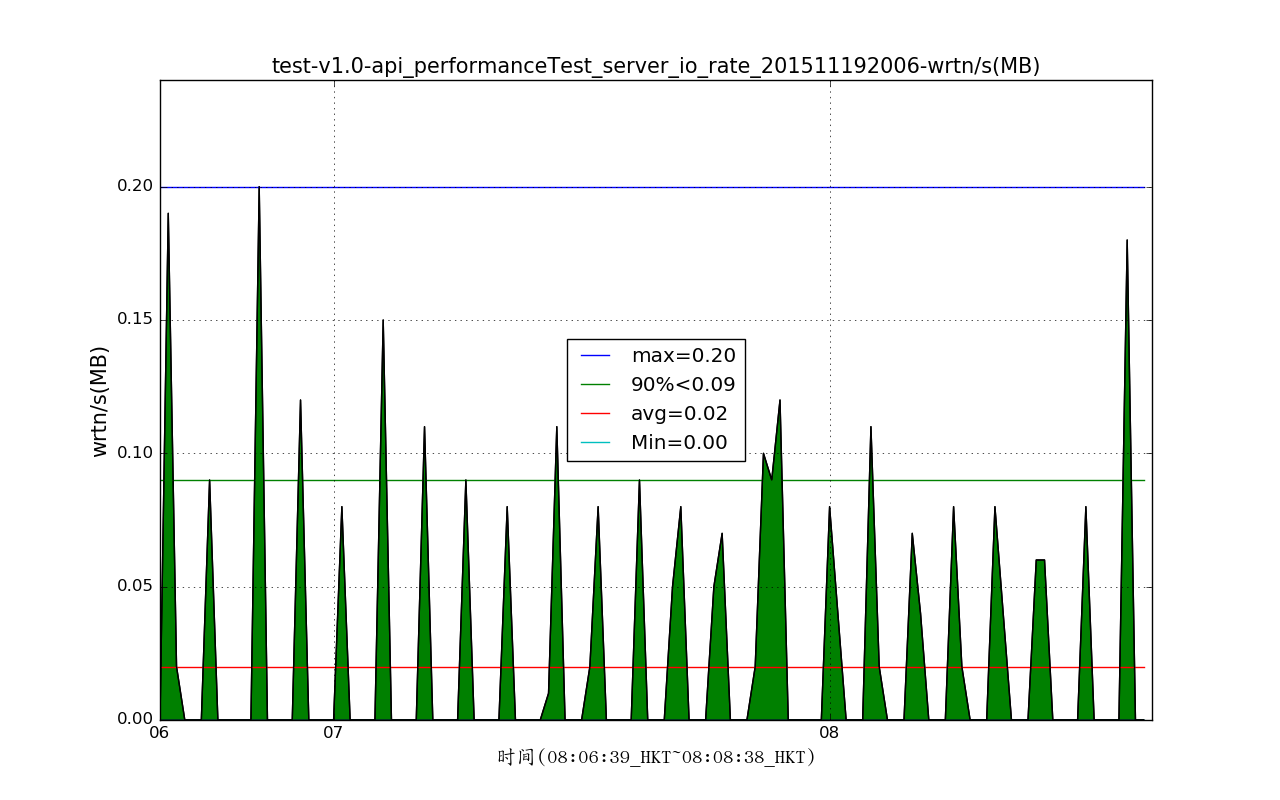 test-v1.0-api_performanceTest_server_io_rate_201511192006-wrtn/s(MB)
wrtn/s(MB)
0.20
0.15
0.10
0.05
0.00
max=0.20
90%<0.09
avg=0.02
Min=0.00
06 07 08
时间(08:06:39_HKT~08:08:38_HKT)